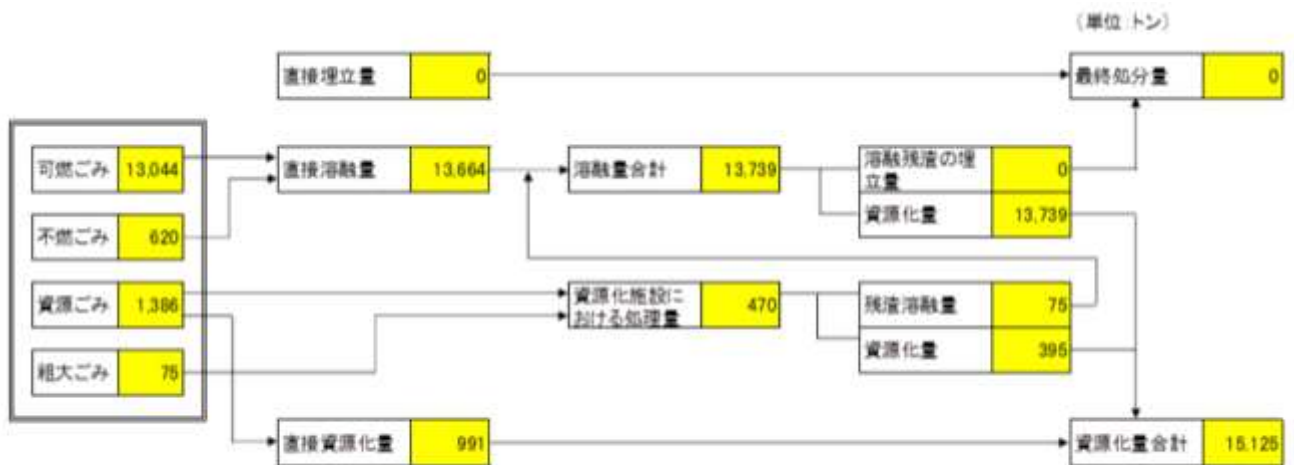 （単位:トン）
直接埋立量 0
最終処分量 0
可燃ごみ 13,044
直接溶融量 13,664
溶融量合計 13,739
溶融残渣の埋
立量 0
資源化量 13,739
不燃ごみ 620
資源ごみ 1,386
資源化施設に
おける処理量 470
残渣溶融量 75
資源化量 395
粗大ごみ 75
直接資源化量 991
資源化量合計 15,125